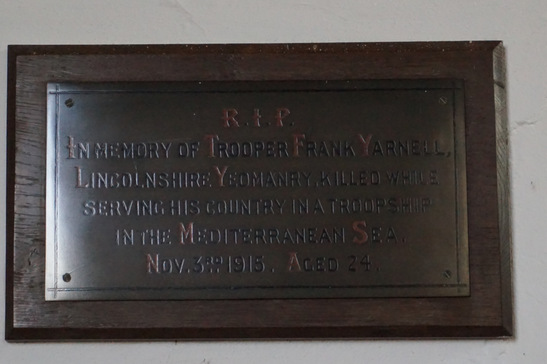 R.I.P.
IN MEMORY OF TROOPER FRANK YARNELL,
LINCOLNSHIRE YEOMANRY, KILLED WHILE
SERVING HIS COUNTRY IN A TROOPSHIP
IN THE MEDITERRANEAN SEA.
NOV. 3RD 1915. AGED 24.